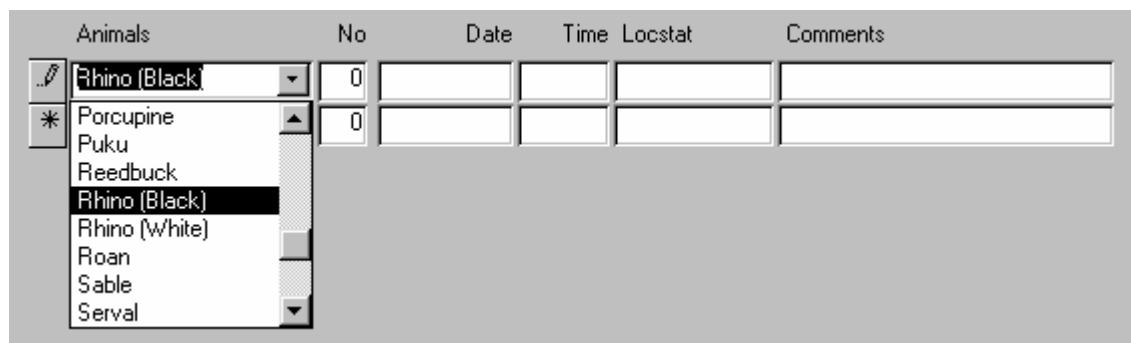 Animals No Date Time Locstat Comments
Rhino (Black) 0
Porcupine 0
Puku
Reedbuck
Rhino (Black)
Rhino (White)
Roan
Sable
Serval